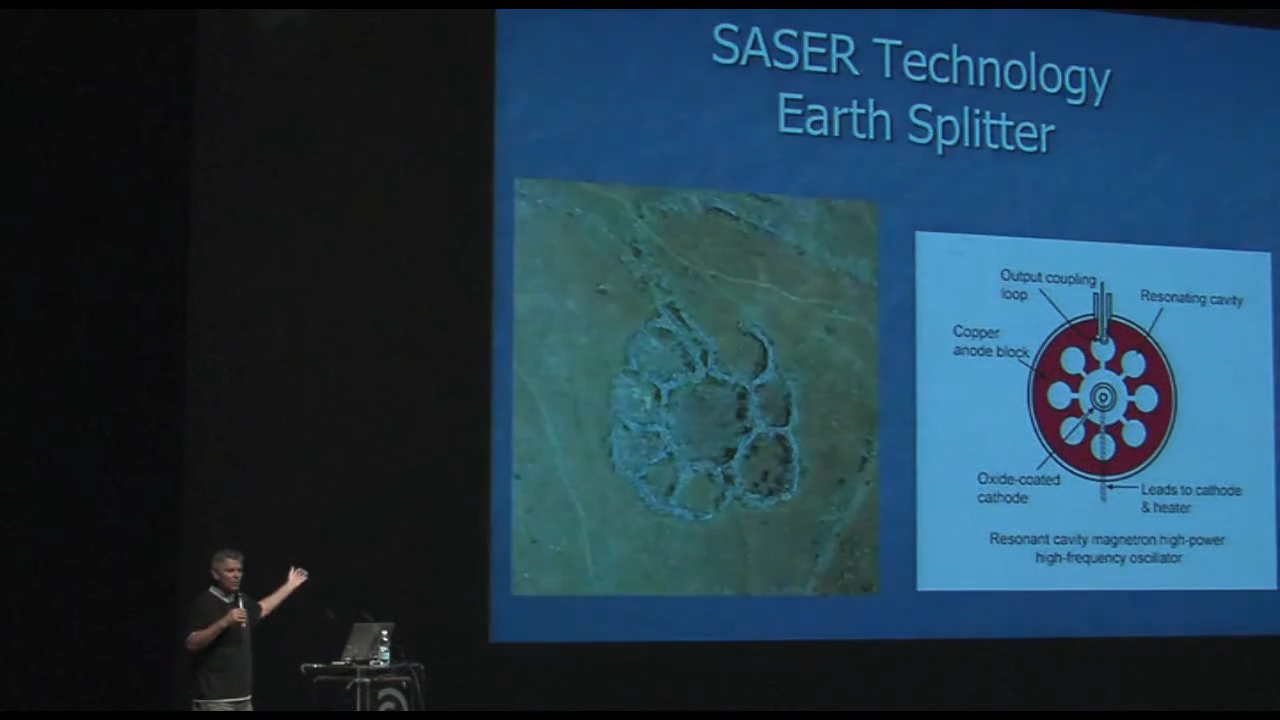 SASER Technology
Earth Splitter
Output coupling
loop
Resonating cavity
Copper
anode block
Oxide-coated
cathode
Leads to cathode
& heater
Resonant cavity magnetron high-power
high-frequency oscillator